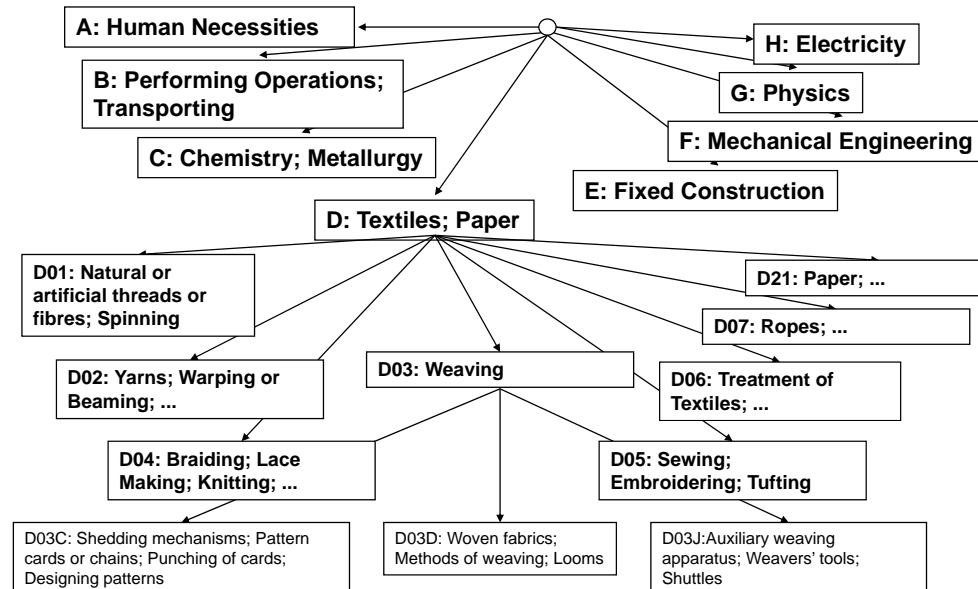 A: Human Necessities
H: Electricity
B: Performing Operations;
Transporting
G: Physics
F: Mechanical Engineering
C: Chemistry; Metallurgy
E: Fixed Construction
D: Textiles; Paper
D01: Natural or
artificial threads or
fibres; Spinning
D21: Paper; ...
D07: Ropes; ...
D02: Yarns; Warping or
Beaming; ...
D03: Weaving
D06: Treatment of
Textiles; ...
D04: Braiding; Lace
Making; Knitting; ...
D05: Sewing;
Embroidering; Tufting
D03C: Shedding mechanisms; Pattern
cards or chains; Punching of cards;
Designing patterns
D03D: Woven fabrics;
Methods of weaving; Looms
D03J:Auxiliary weaving
apparatus; Weavers' tools;
Shuttles